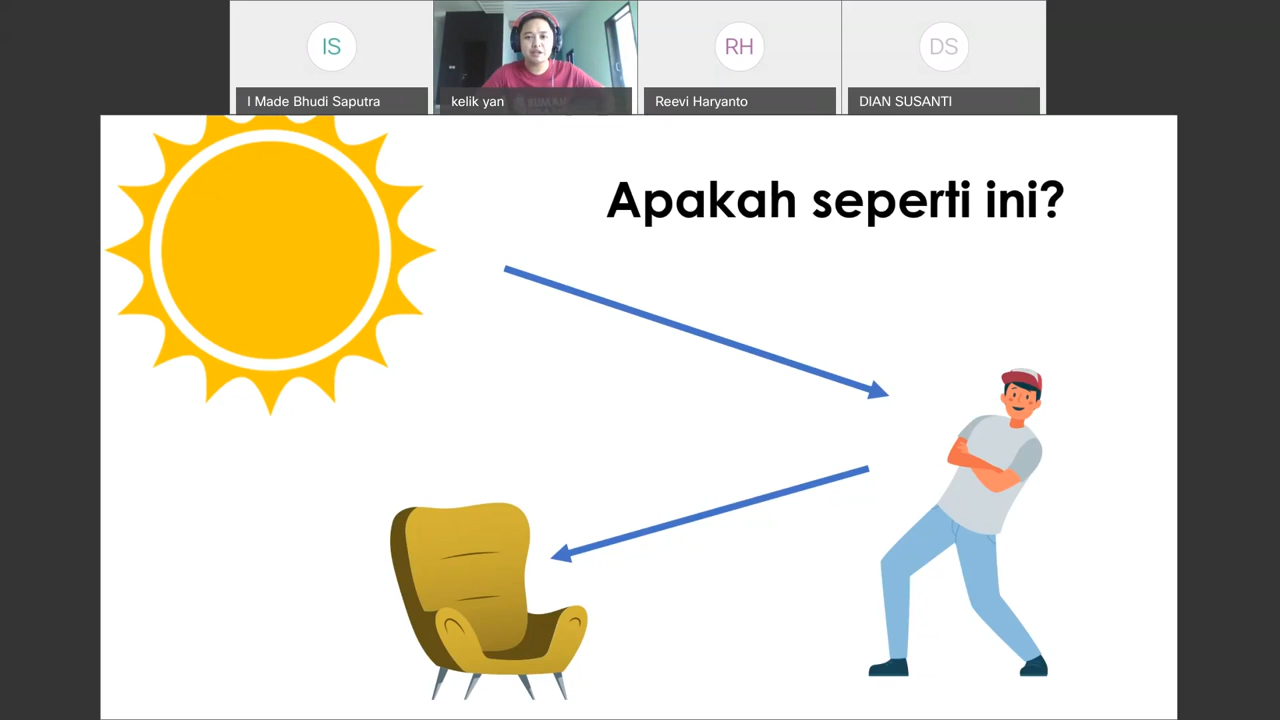 IS
RH
DS
I Made Bhudi Saputra
kelik yan
Reevi Haryanto
DIAN SUSANTI
Apakah seperti ini?